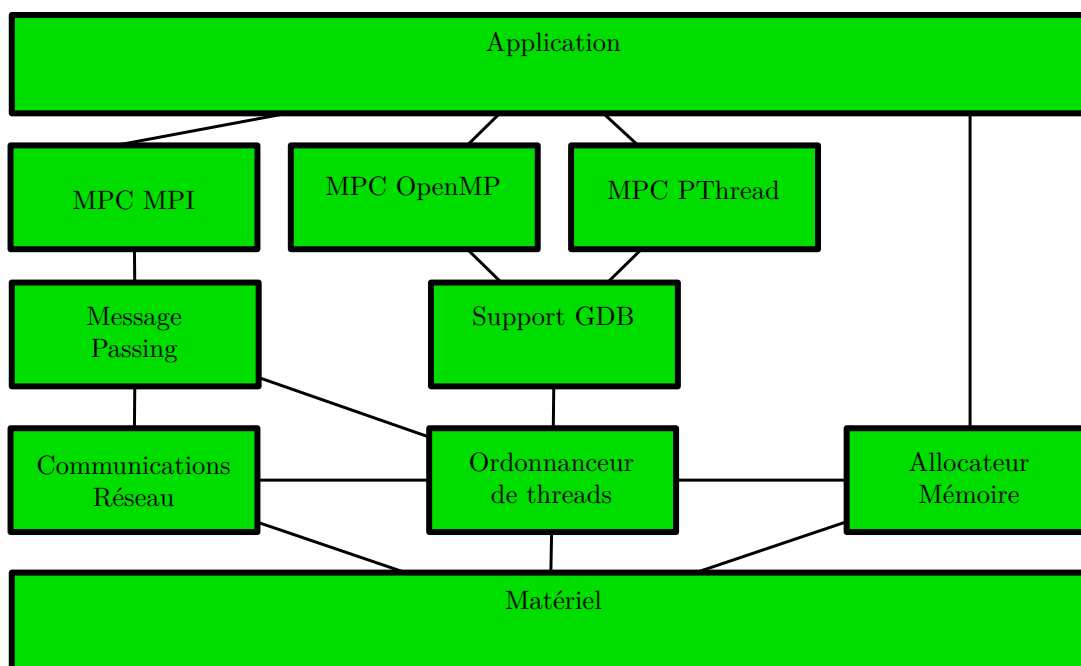 Application
MPC MPI
MPC OpenMP
MPC PThread
Message
Passing
Support GDB
Communications
Réseau
Ordonnanceur
de threads
Allocateur
Mémoire
Matériel